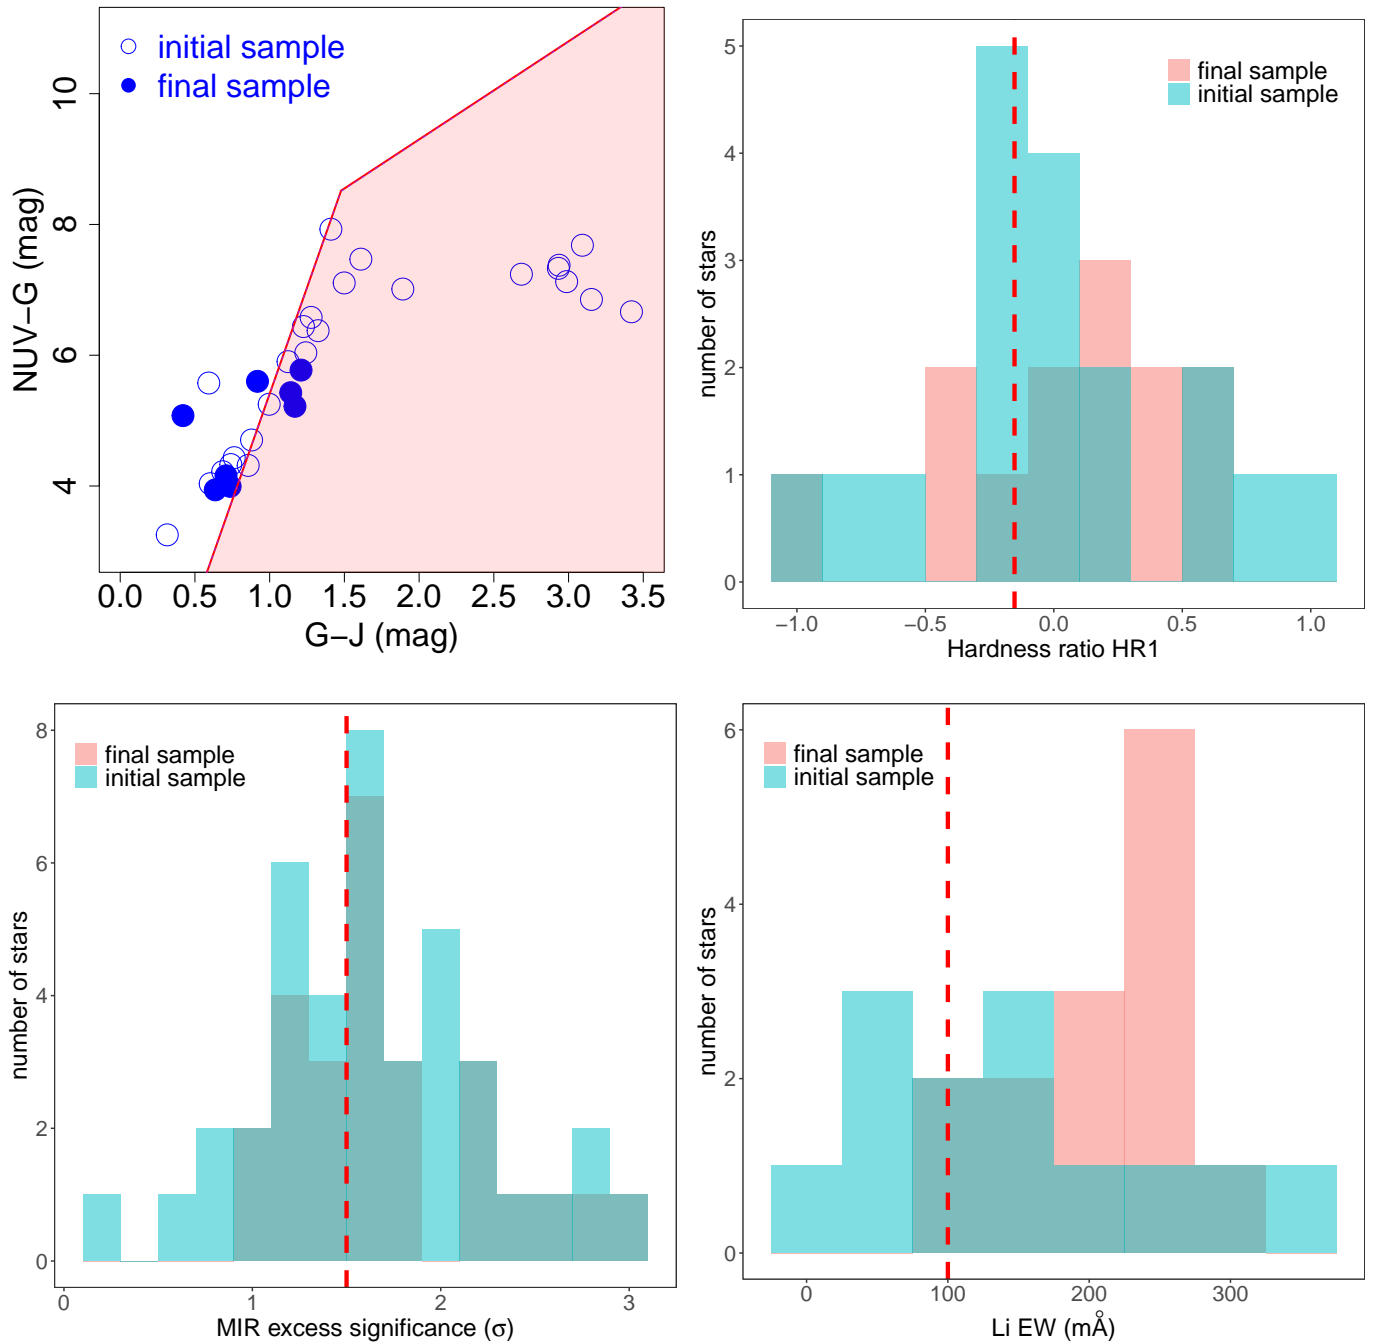 initial sample
final sample
NUV−G (mag)
4 6 8 10
0.0 0.5 1.0 1.5 2.0 2.5 3.0 3.5
G−J (mag)
final sample
initial sample
number of stars
5
4
3
2
1
0
−1.0 −0.5 0.0 0.5 1.0
Hardness ratio HR1
final sample
initial sample
number of stars
8
6
4
2
0
0 1 2 3
MIR excess significance (σ)
final sample
initial sample
number of stars
6
4
2
0
0 100 200 300
Li EW (mÅ)